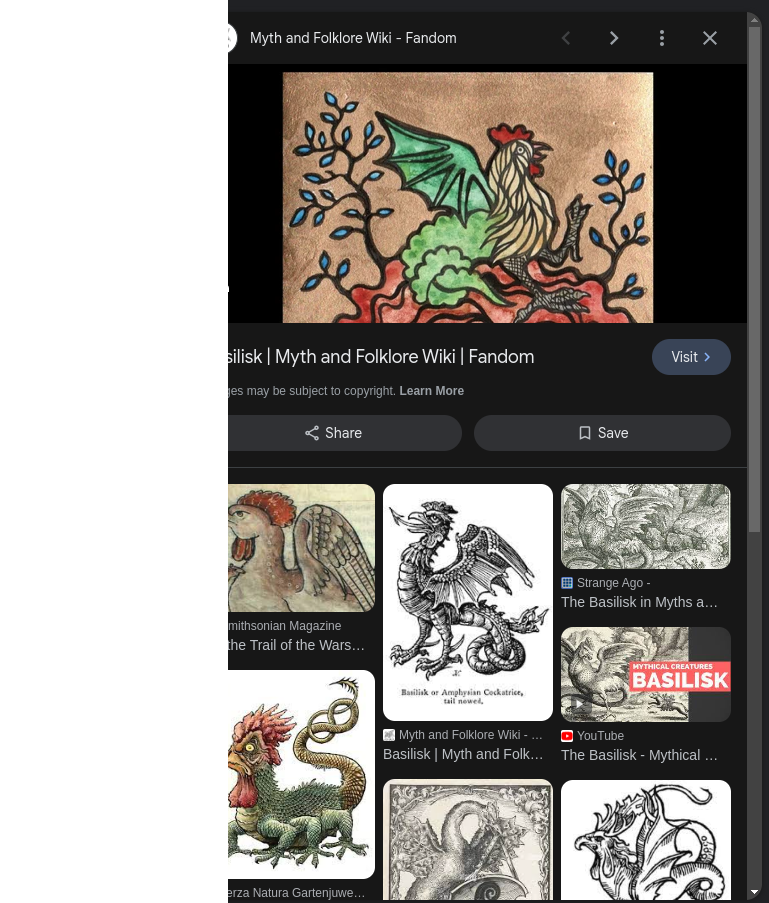 Myth and Folklore Wiki - Fandom
silisk | Myth and Folklore Wiki | Fandom
Visit
ges may be subject to copyright. Learn More
Share
Save
mithsonian Magazine
the Trail of the Wars...
Basilisk or Amphysian Cockatrice,
tail nowed.
Myth and Folklore Wiki - ...
Basilisk | Myth and Folk...
Strange Ago -
The Basilisk in Myths a...
MYTHICAL CREATURES
BASILISK
YouTube
The Basilisk - Mythical ...
erza Natura Gartenjuwe...